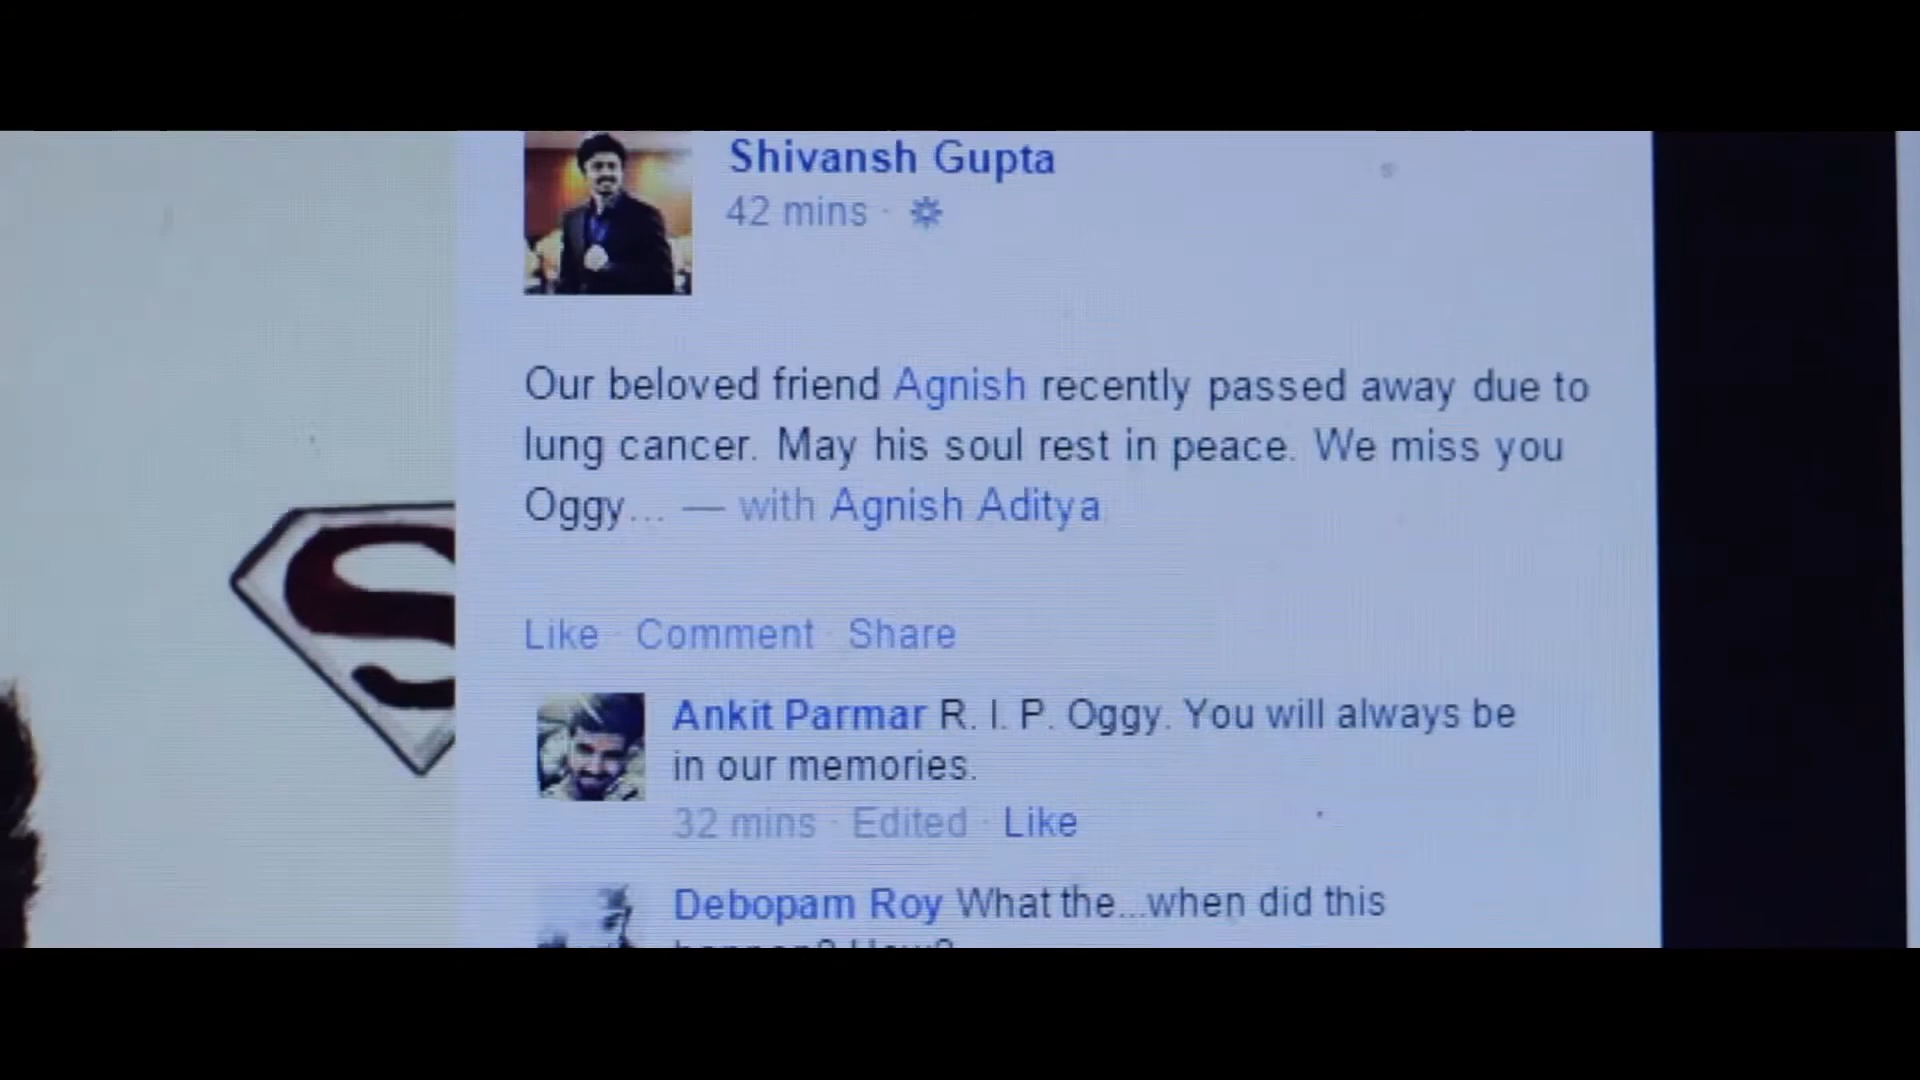 Shivansh Gupta
42 mins ·
Our beloved friend Agnish recently passed away due to
lung cancer. May his soul rest in peace. We miss you
Oggy... — with Agnish Aditya
Like · Comment · Share
Ankit Parmar R. I. P. Oggy. You will always be
in our memories.
32 mins · Edited · Like
Debopam Roy What the...when did this
S